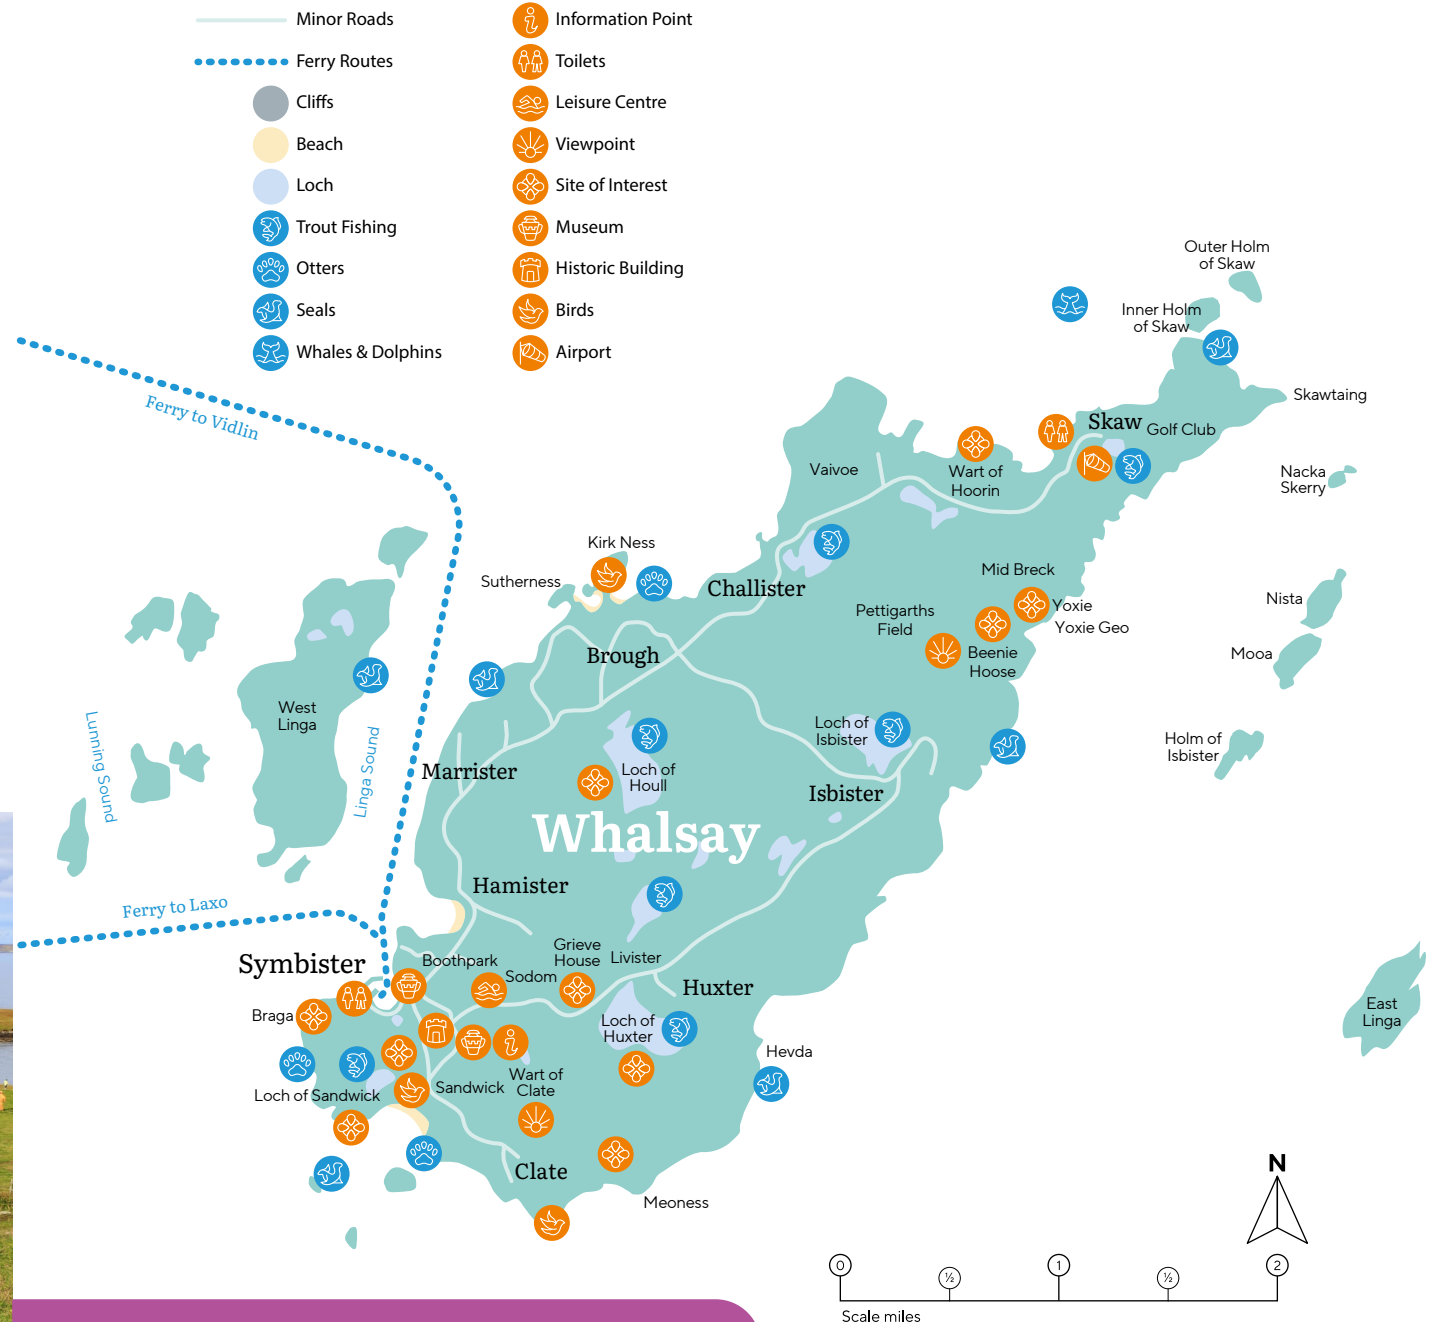 Minor Roads
Ferry Routes
Cliffs
Beach
Loch
Trout Fishing
Otters
Seals
Whales & Dolphins
Information Point
Toilets
Leisure Centre
Viewpoint
Site of Interest
Museum
Historic Building
Birds
Airport
Outer Holm
of Skaw
Inner Holm
of Skaw
Skawtaing
Ferry to Vidlin
Skaw
Golf Club
Vaivoe
Wart of
Hoorin
Nacka
Skerry
Kirk Ness
Sutherness
Challister
Mid Breck
Pettigarths
Field
Yoxie
Yoxie Geo
Nista
Brough
Beenie
Hoose
Mooa
West
Linga
Lunning Sound
Linga Sound
Loch of
Isbister
Holm of
Isbister
Marrister
Loch of
Houll
Isbister
Whalsay
Hamister
Ferry to Laxo
Symbister
Boothpark
Grieve
House
Livister
Sodom
Huxter
Braga
Loch of
Huxter
East
Linga
Hevda
Wart of
Clate
Sandwick
Loch of Sandwick
Clate
Meoness
N
0
½
1
½
2
Scale miles